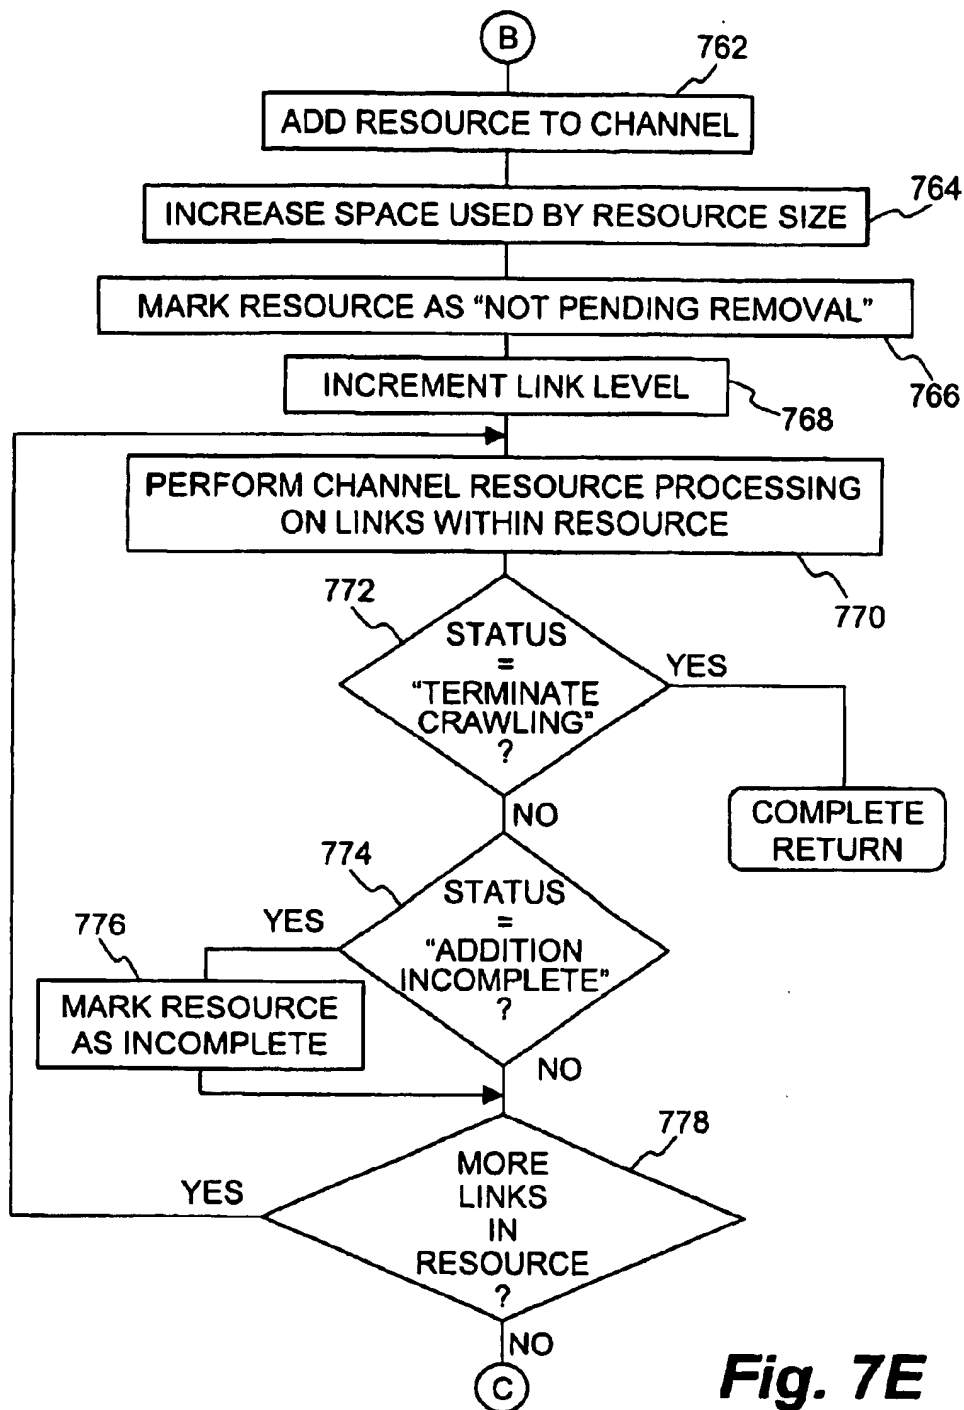 B
762
ADD RESOURCE TO CHANNEL
764
INCREASE SPACE USED BY RESOURCE SIZE
MARK RESOURCE AS "NOT PENDING REMOVAL"
766
INCREMENT LINK LEVEL
768
PERFORM CHANNEL RESOURCE PROCESSING
ON LINKS WITHIN RESOURCE
770
772
STATUS
=
"TERMINATE
CRAWLING"
?
YES
NO
COMPLETE
RETURN
774
STATUS
=
"ADDITION
INCOMPLETE"
?
YES
776
MARK RESOURCE
AS INCOMPLETE
NO
778
MORE
LINKS
IN
RESOURCE
?
YES
NO
C
Fig. 7E